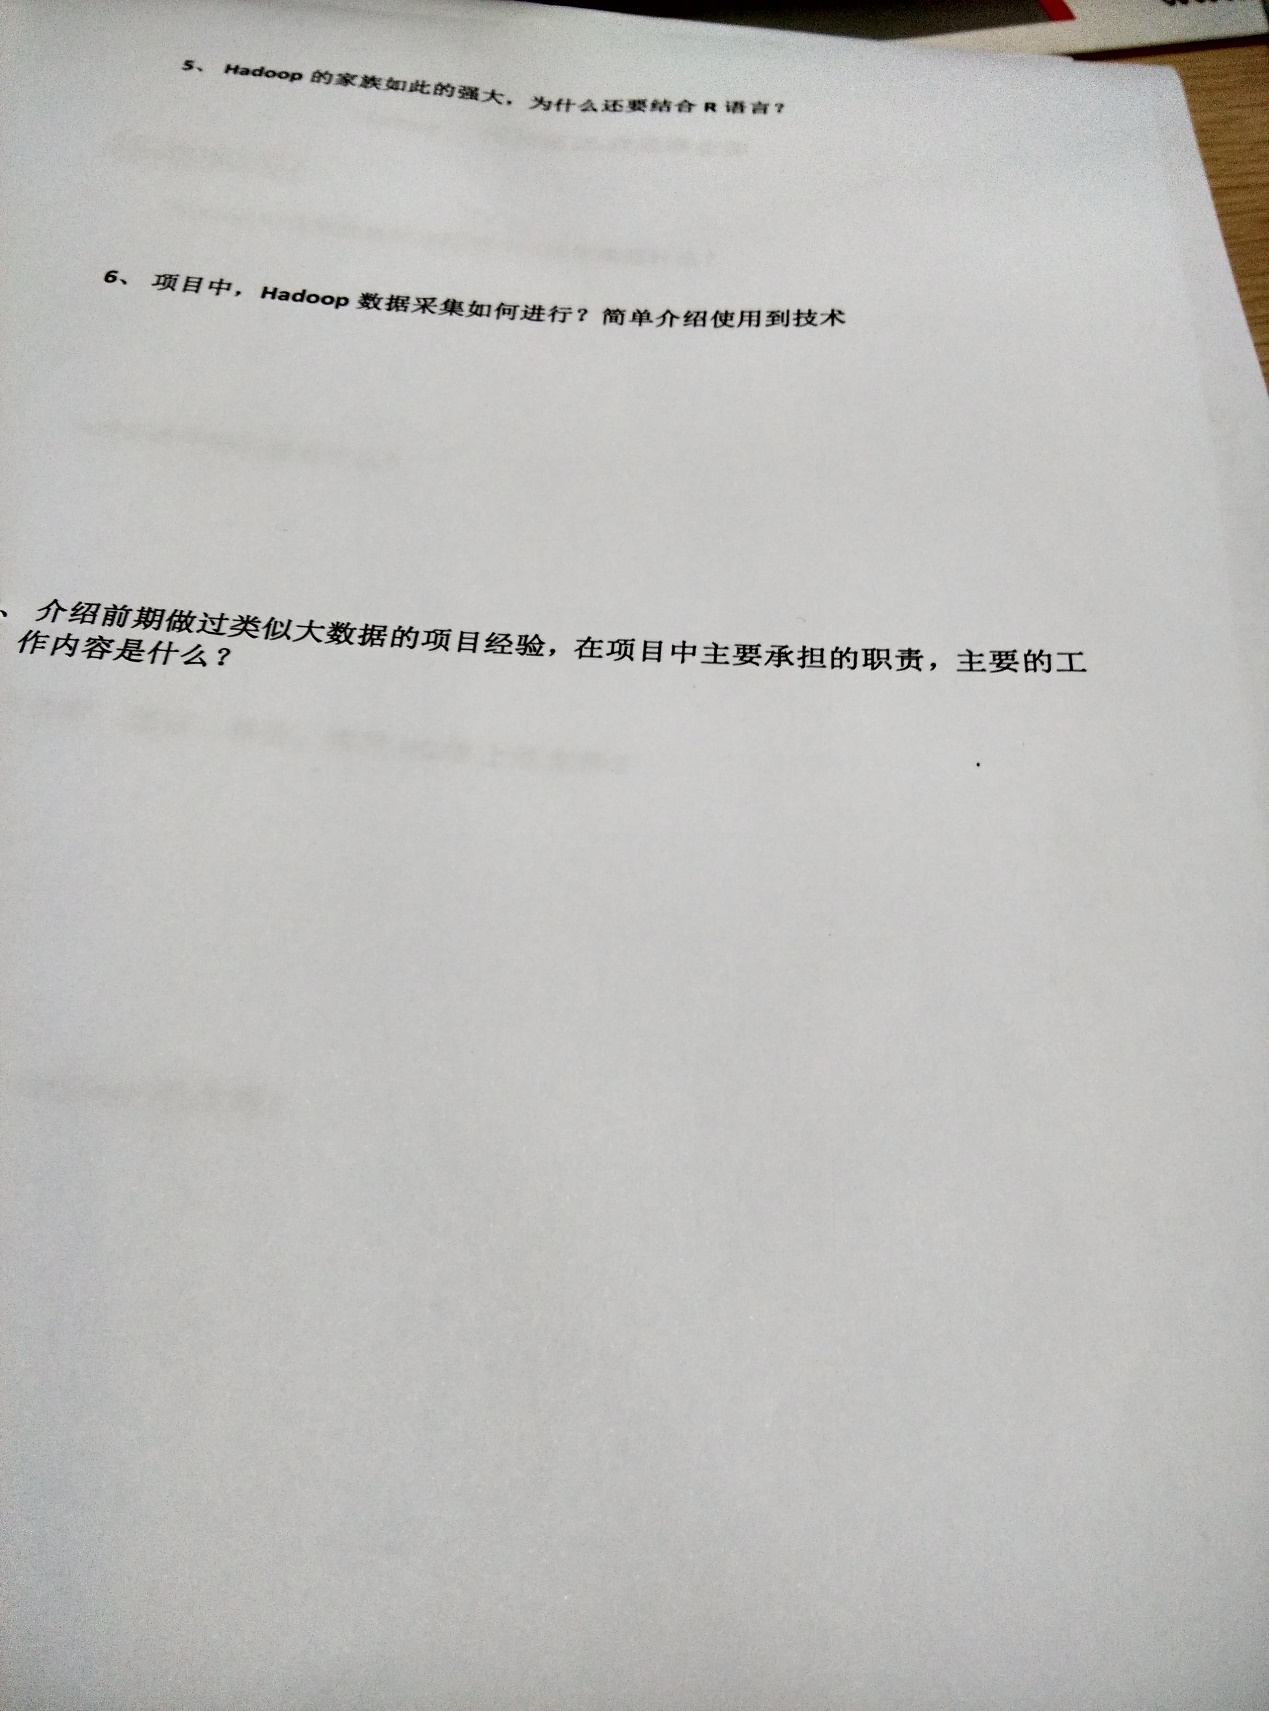 5、 Hadoop 的家族如此的强大，为什么还要结合 R 语言？
6、 项目中，Hadoop 数据采集如何进行？简单介绍使用到技术
、 介绍前期做过类似大数据的项目经验，在项目中主要承担的职责，主要的工
作内容是什么？